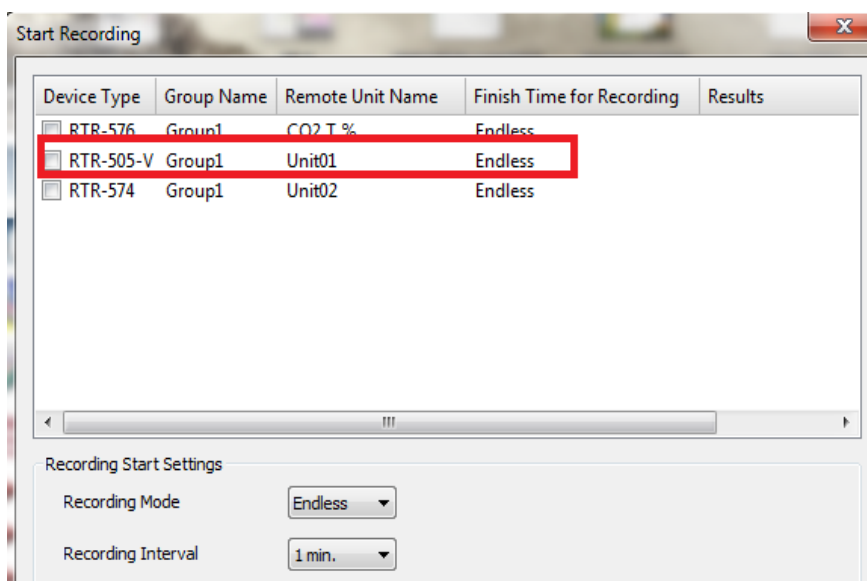 Start Recording
Device Type Group Name Remote Unit Name Finish Time for Recording Results
RTR-576 Group1 CO2 T % Endless
RTR-505-V Group1 Unit01 Endless
RTR-574 Group1 Unit02 Endless
Recording Start Settings
Recording Mode Endless
Recording Interval 1 min.